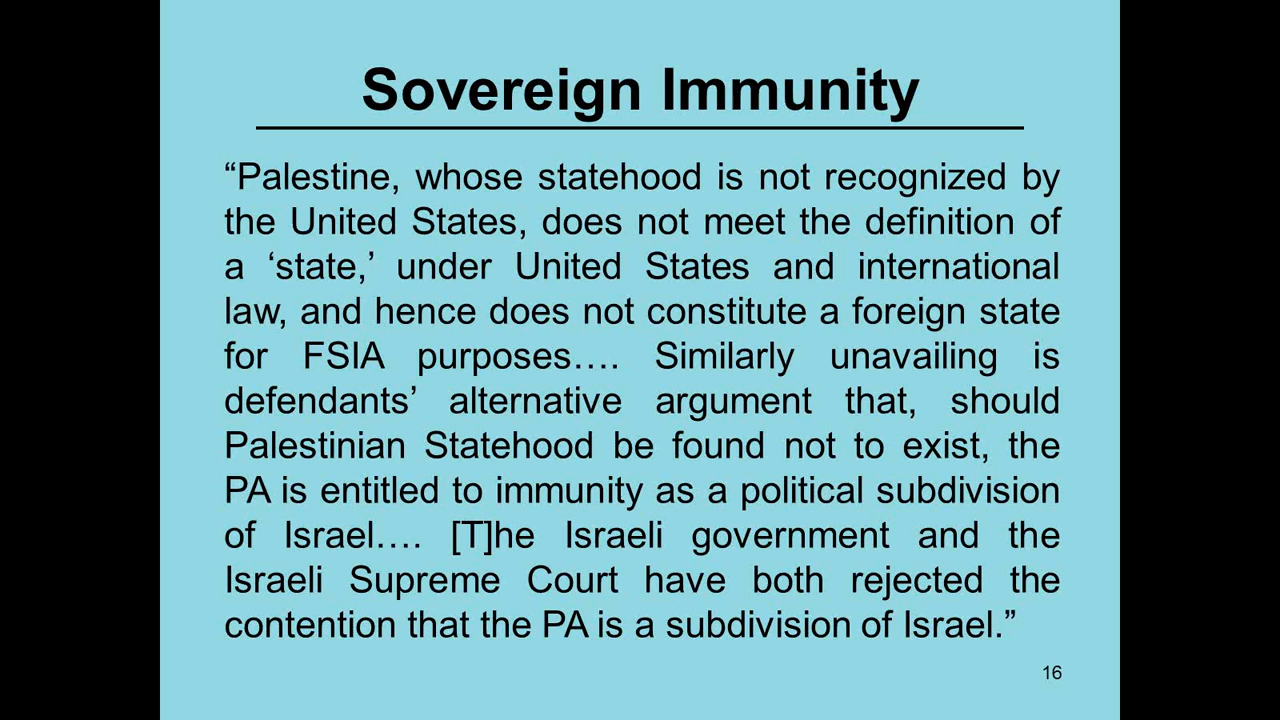 Sovereign Immunity
“Palestine, whose statehood is not recognized by
the United States, does not meet the definition of
a ‘state,’ under United States and international
law, and hence does not constitute a foreign state
for FSIA purposes…. Similarly unavailing is
defendants’ alternative argument that, should
Palestinian Statehood be found not to exist, the
PA is entitled to immunity as a political subdivision
of Israel…. [T]he Israeli government and the
Israeli Supreme Court have both rejected the
contention that the PA is a subdivision of Israel.”
16